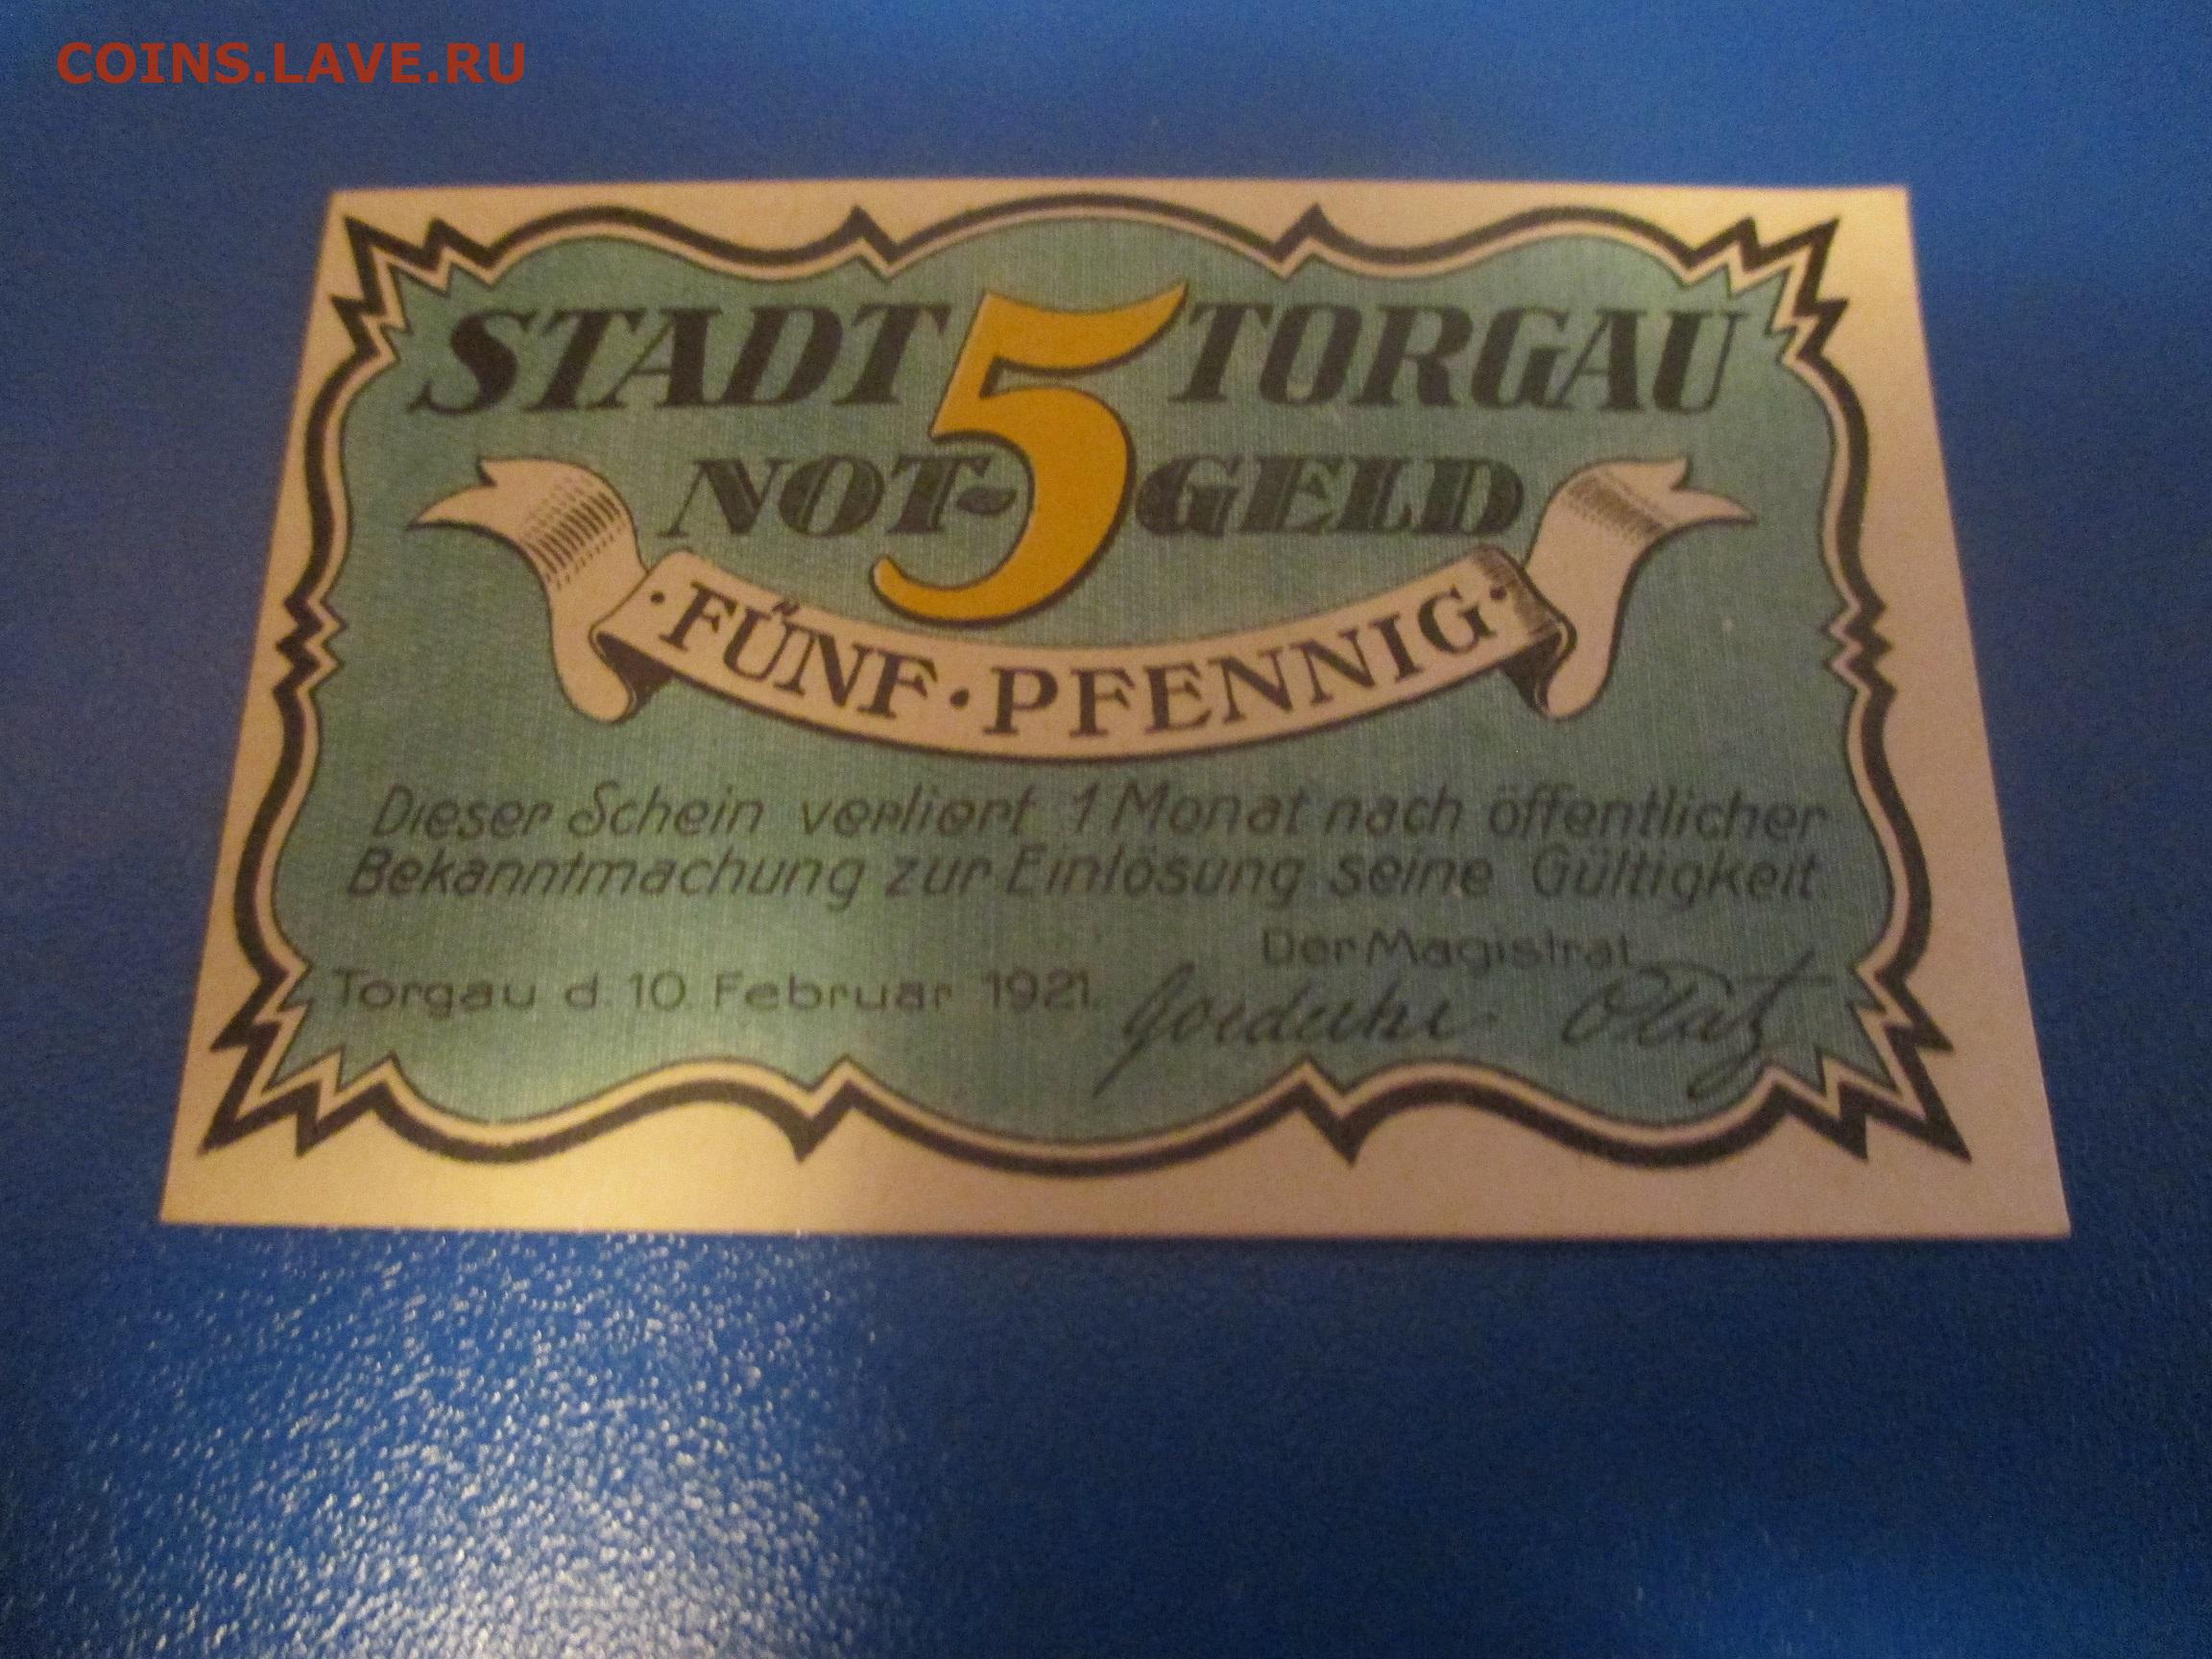 COINS.LAVE.RU
STADT 5 TORGAU
NOT-GELD
·FÜNF·PFENNIG·
Dieser Schein verliert 1 Monat nach öffentlicher
Bekanntmachung zur Einlösung seine Gültigkeit.
Der Magistrat
Torgau d. 10. Februar 1921.